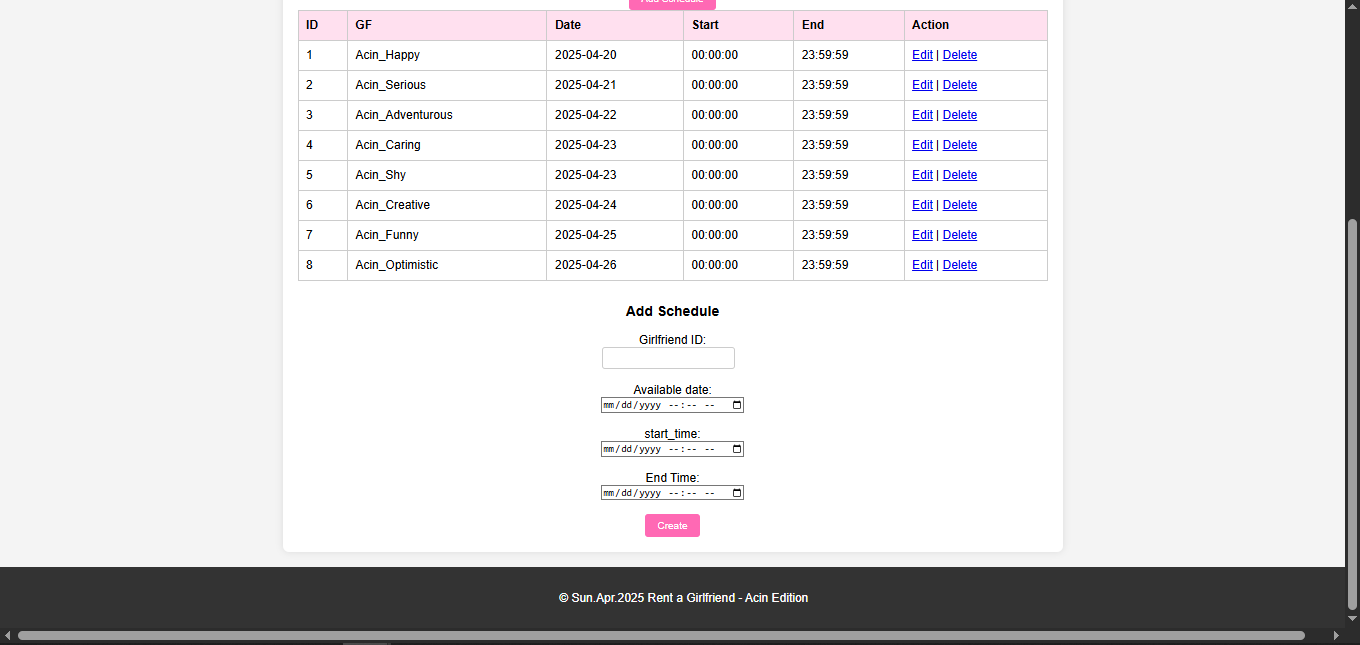 Add Schedule
ID GF Date Start End Action
1 Acin_Happy 2025-04-20 00:00:00 23:59:59 Edit | Delete
2 Acin_Serious 2025-04-21 00:00:00 23:59:59 Edit | Delete
3 Acin_Adventurous 2025-04-22 00:00:00 23:59:59 Edit | Delete
4 Acin_Caring 2025-04-23 00:00:00 23:59:59 Edit | Delete
5 Acin_Shy 2025-04-23 00:00:00 23:59:59 Edit | Delete
6 Acin_Creative 2025-04-24 00:00:00 23:59:59 Edit | Delete
7 Acin_Funny 2025-04-25 00:00:00 23:59:59 Edit | Delete
8 Acin_Optimistic 2025-04-26 00:00:00 23:59:59 Edit | Delete
Add Schedule
Girlfriend ID:
Available date:
mm/dd/yyyy --:-- --
start_time:
mm/dd/yyyy --:-- --
End Time:
mm/dd/yyyy --:-- --
Create
© Sun.Apr.2025 Rent a Girlfriend - Acin Edition